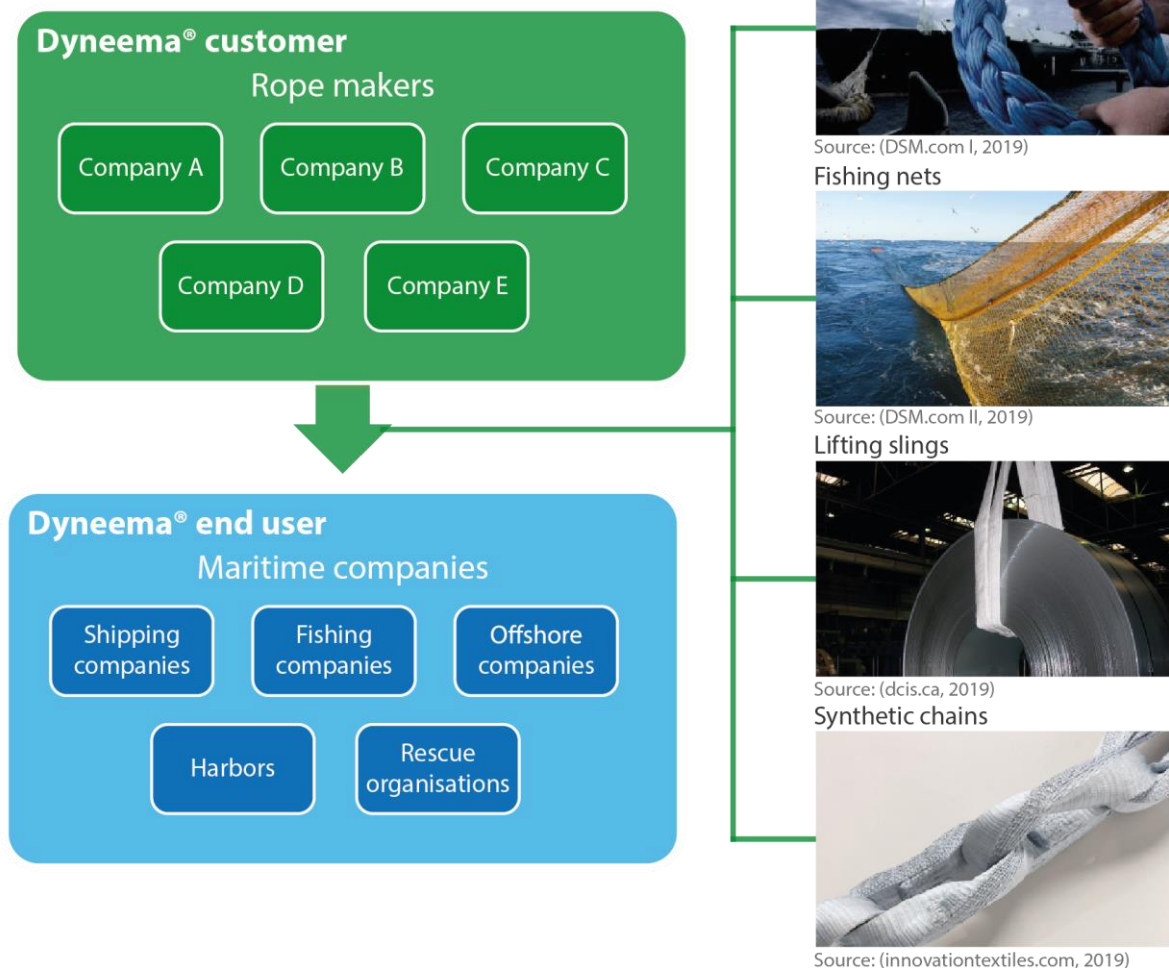 Dyneema® customer
Rope makers
Company A
Company B
Company C
Company D
Company E
Dyneema® end user
Maritime companies
Shipping
companies
Fishing
companies
Offshore
companies
Harbors
Rescue
organisations
Source: (DSM.com I, 2019)
Fishing nets
Source: (DSM.com II, 2019)
Lifting slings
Source: (dcis.ca, 2019)
Synthetic chains
Source: (innovationtextiles.com, 2019)